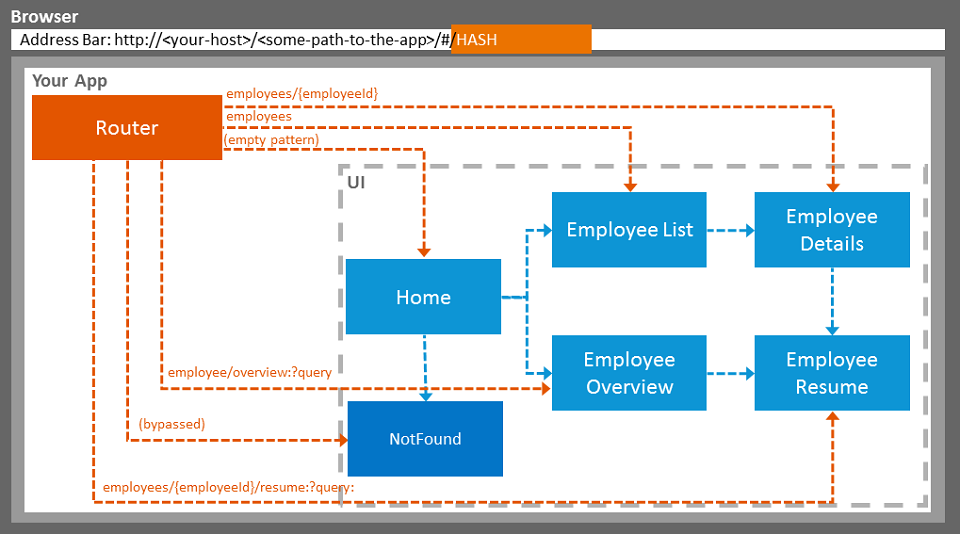 Browser
Address Bar: http://<your-host>/<some-path-to-the-app>/#/HASH
Your App
Router
employees/{employeeId}
employees
(empty pattern)
UI
Employee List
Employee
Details
Home
employee/overview:?query
Employee
Overview
Employee
Resume
(bypassed)
NotFound
employees/{employeeId}/resume:?query: